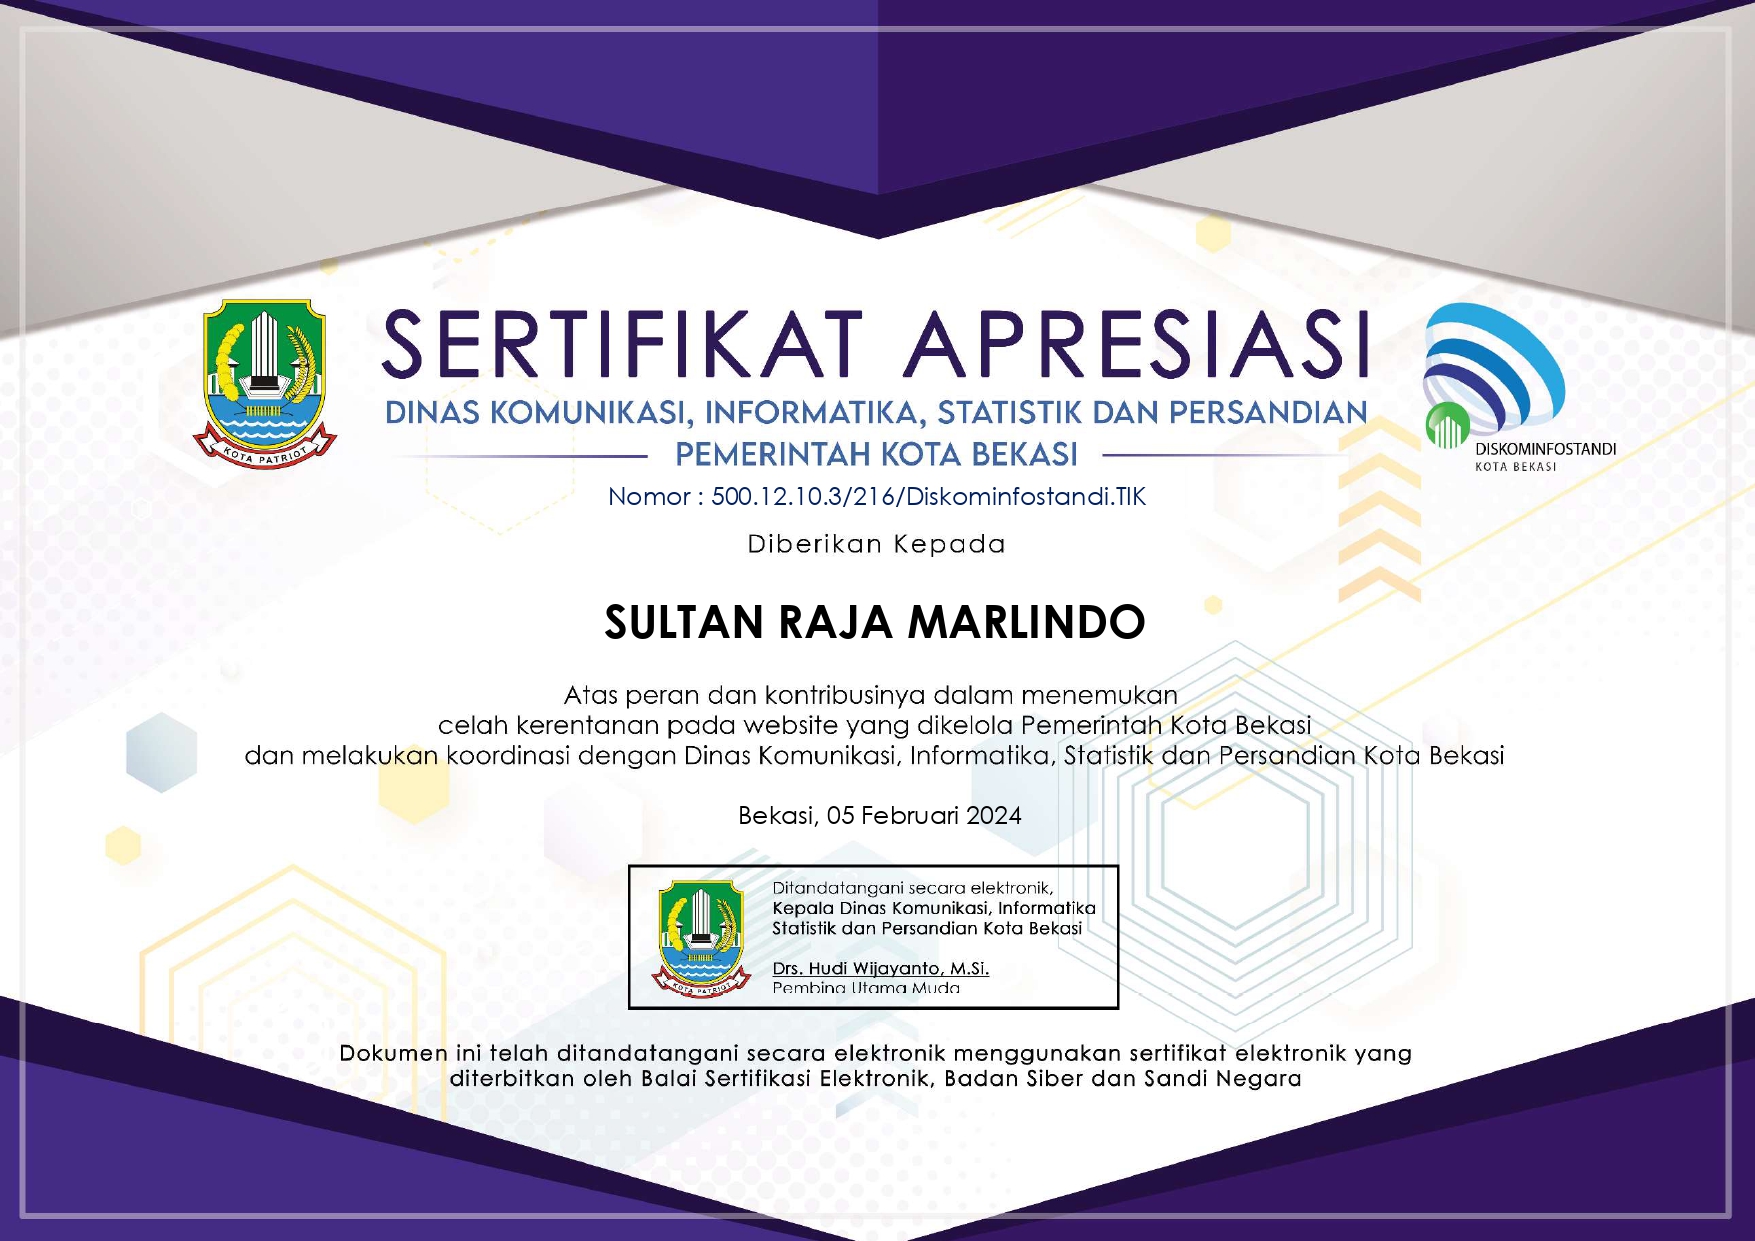 SERTIFIKAT APRESIASI
DINAS KOMUNIKASI, INFORMATIKA, STATISTIK DAN PERSANDIAN
PEMERINTAH KOTA BEKASI
KOTA PATRIOT
DISKOMINFOSTANDI
KOTA BEKASI
Nomor : 500.12.10.3/216/Diskominfostandi.TIK
Diberikan Kepada
SULTAN RAJA MARLINDO
Atas peran dan kontribusinya dalam menemukan
celah kerentanan pada website yang dikelola Pemerintah Kota Bekasi
dan melakukan koordinasi dengan Dinas Komunikasi, Informatika, Statistik dan Persandian Kota Bekasi
Bekasi, 05 Februari 2024
KOTA PATRIOT
Ditandatangani secara elektronik,
Kepala Dinas Komunikasi, Informatika
Statistik dan Persandian Kota Bekasi
Drs. Hudi Wijayanto, M.Si.
Pembina Utama Muda
Dokumen ini telah ditandatangani secara elektronik menggunakan sertifikat elektronik yang
diterbitkan oleh Balai Sertifikasi Elektronik, Badan Siber dan Sandi Negara